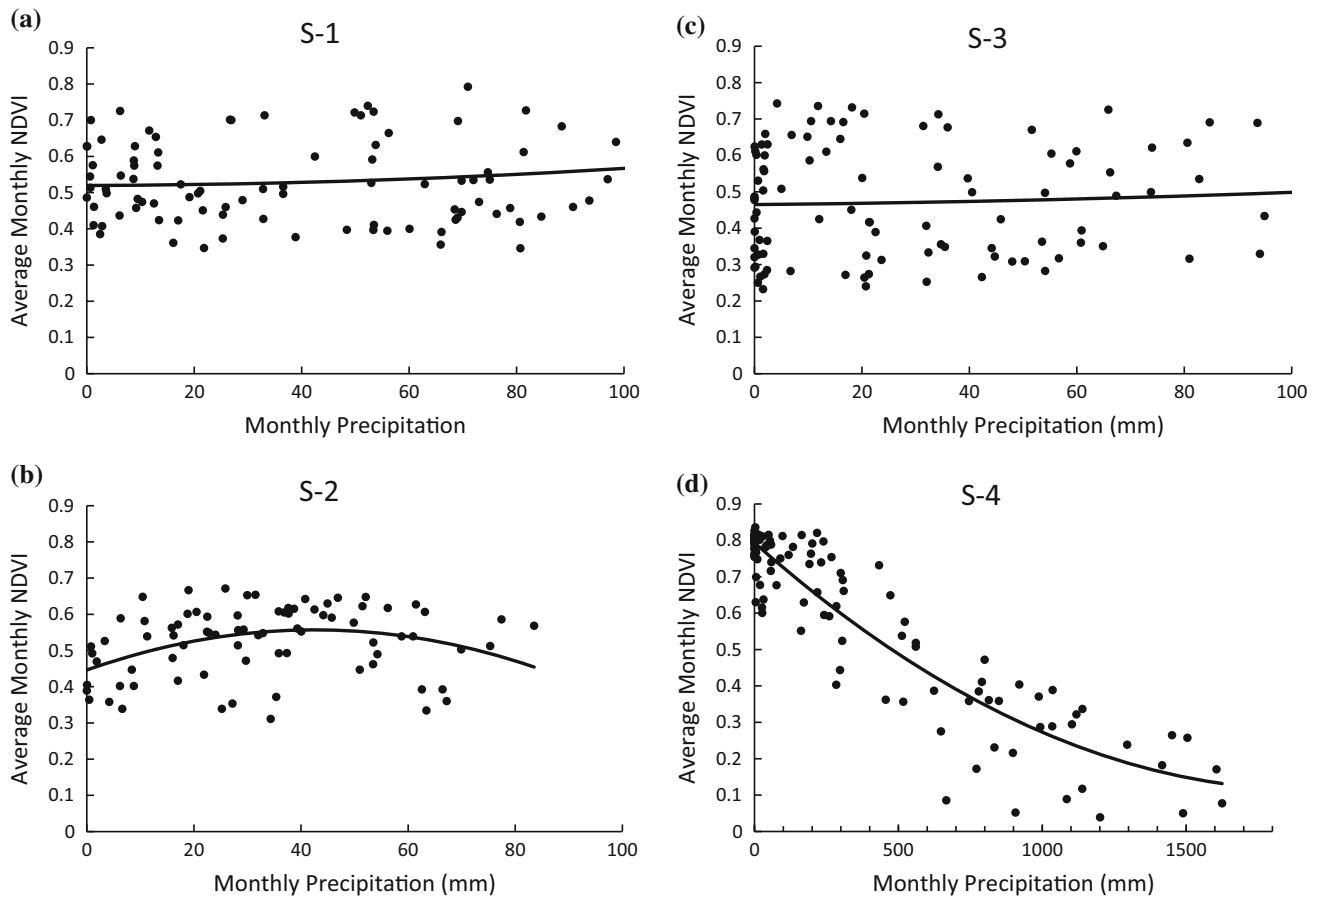 (a)
S-1
0.9
0.8
0.7
0.6
0.5
0.4
0.3
0.2
0.1
0
Average Monthly NDVI
0 20 40 60 80 100
Monthly Precipitation
(c)
S-3
0.9
0.8
0.7
0.6
0.5
0.4
0.3
0.2
0.1
0
Average Monthly NDVI
0 20 40 60 80 100
Monthly Precipitation (mm)
(b)
S-2
0.9
0.8
0.7
0.6
0.5
0.4
0.3
0.2
0.1
0
Average Monthly NDVI
0 20 40 60 80 100
Monthly Precipitation (mm)
(d)
S-4
0.9
0.8
0.7
0.6
0.5
0.4
0.3
0.2
0.1
0
Average Monthly NDVI
0 500 1000 1500
Monthly Precipitation (mm)